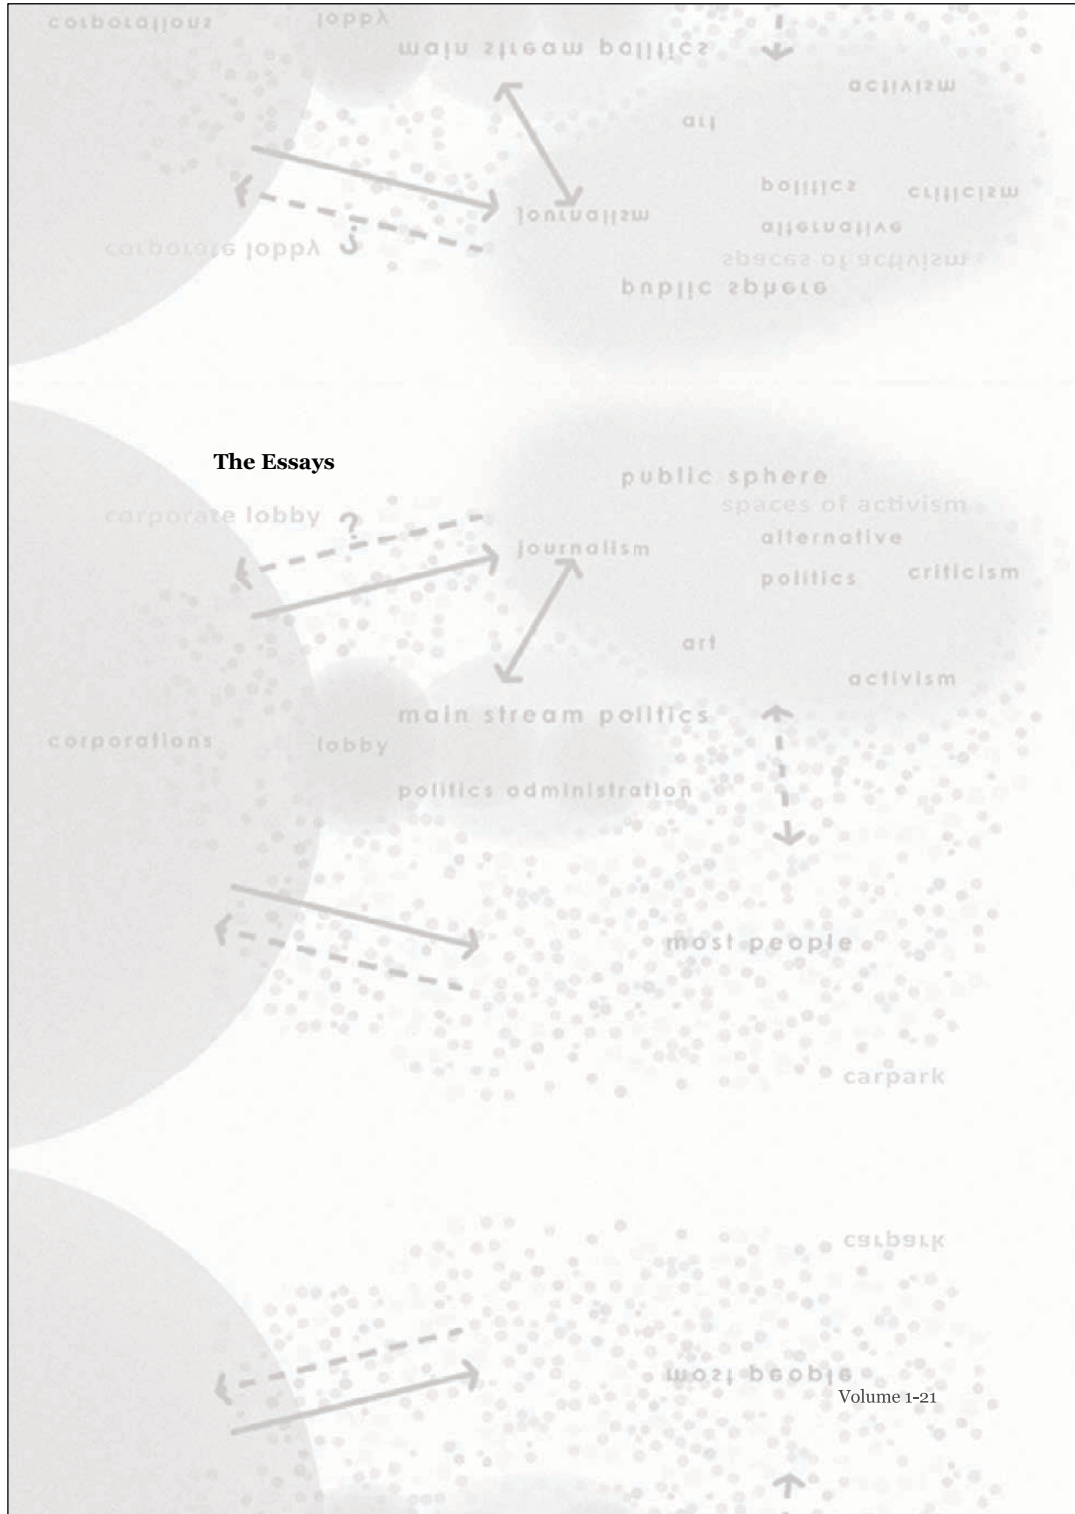 corporations lobby
main stream politics
activism
art
politics criticism
journalism
alternative
corporate lobby ?
spaces of activism
public sphere
The Essays
public sphere
spaces of activism
corporate lobby ?
alternative
journalism
politics criticism
art
activism
main stream politics
corporations lobby
politics administration
most people
carpark
carpark
most people
Volume 1-21